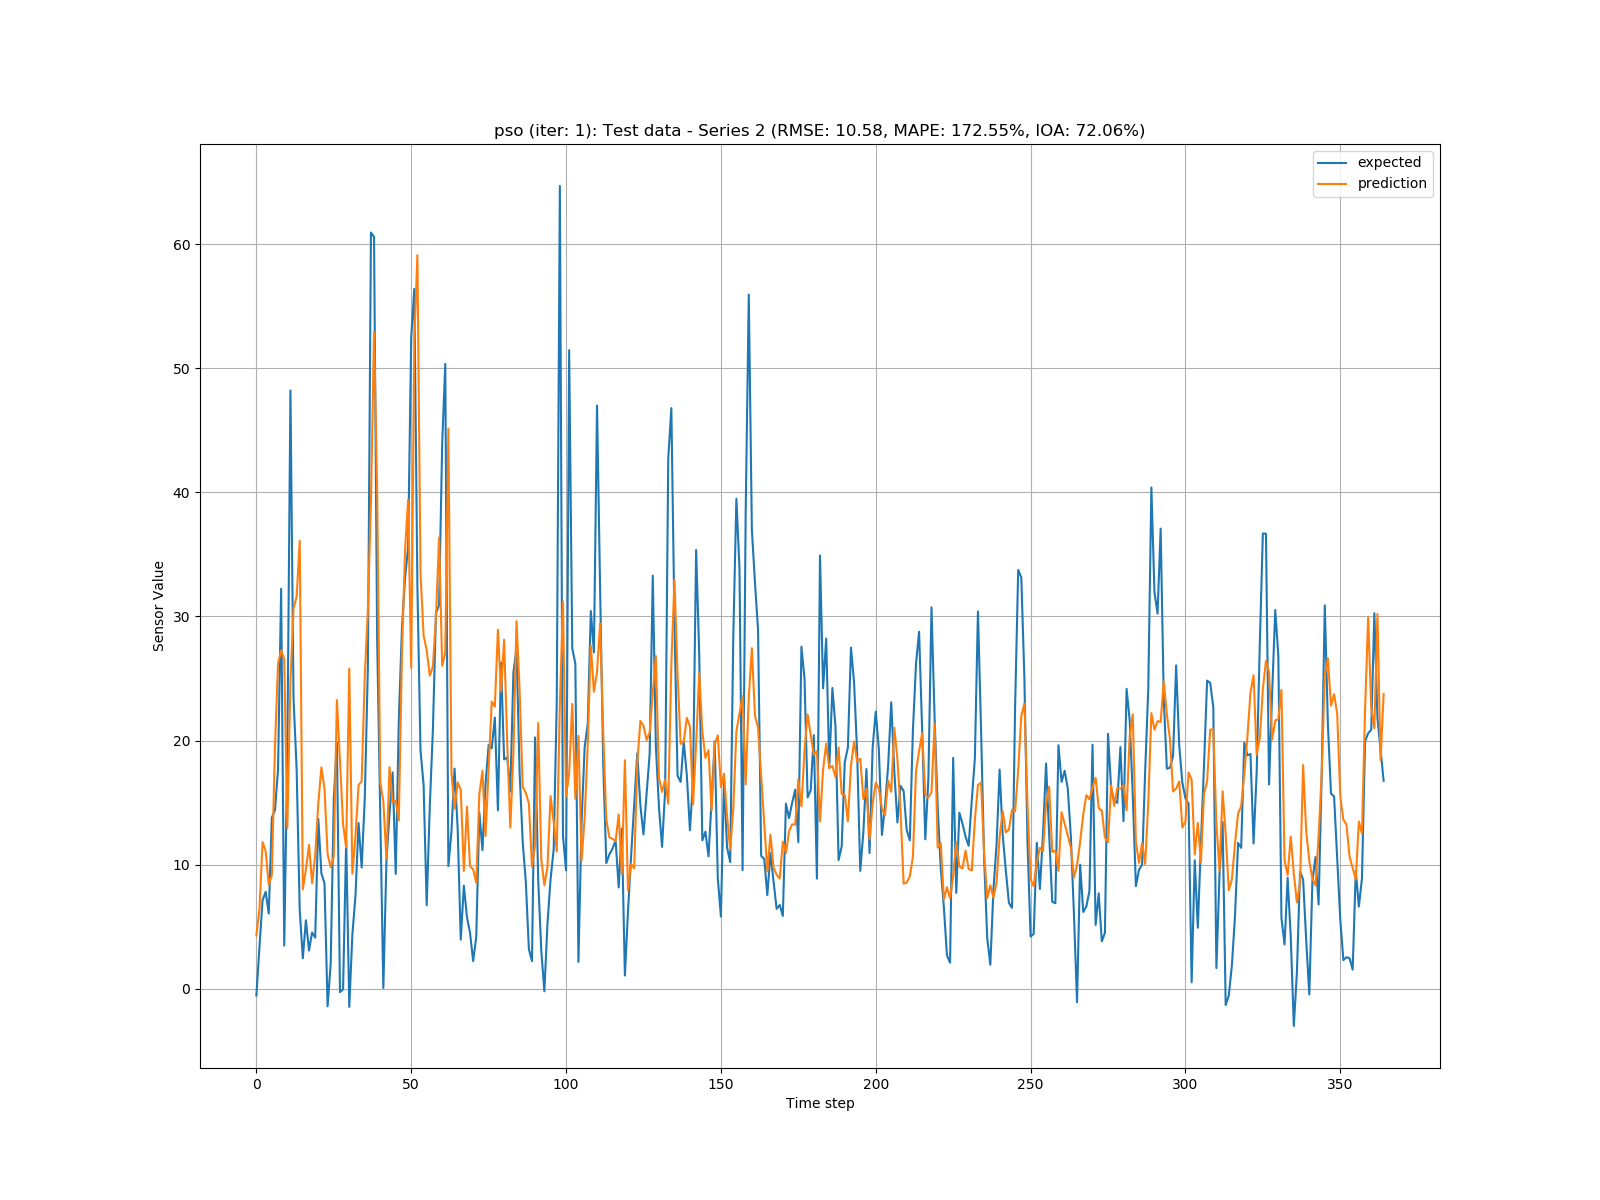 pso (iter: 1): Test data - Series 2 (RMSE: 10.58, MAPE: 172.55%, IOA: 72.06%)
expected
prediction
60
50
40
30
20
10
0
Sensor Value
0 50 100 150 200 250 300 350
Time step